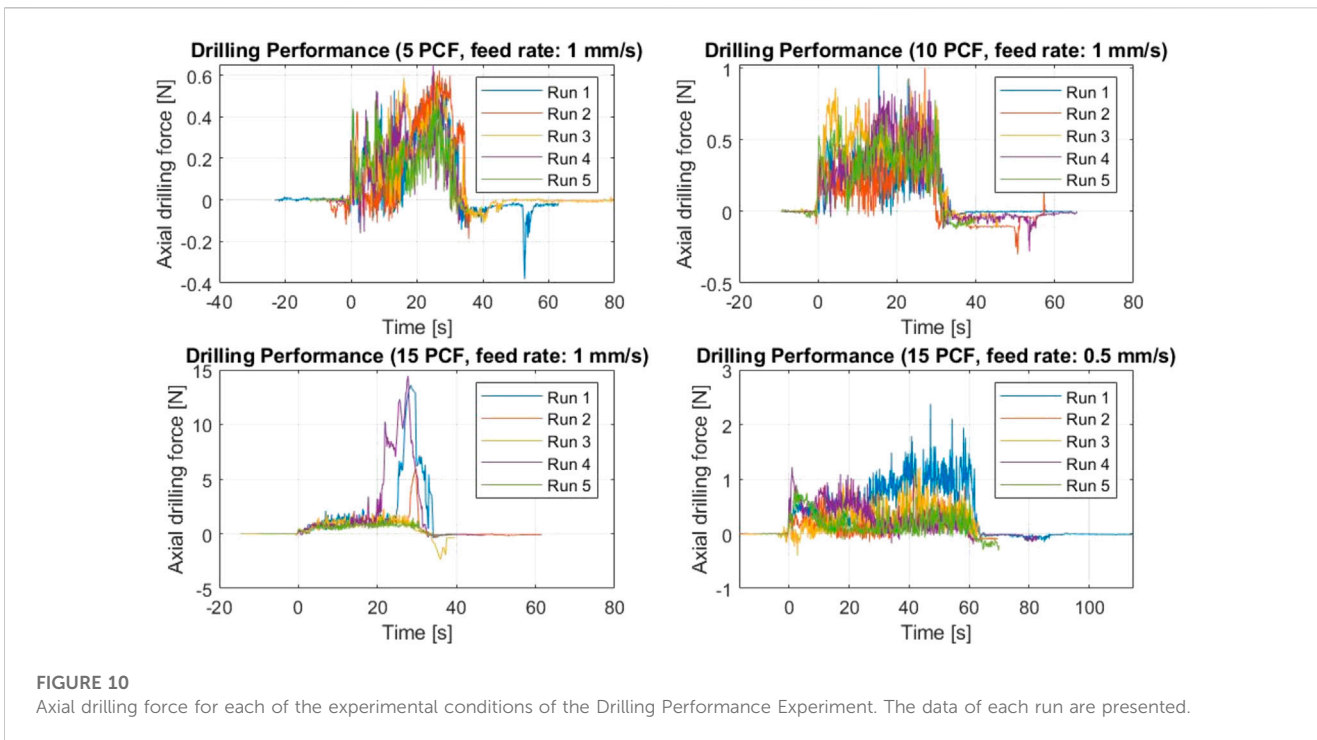 Drilling Performance (5 PCF, feed rate: 1 mm/s)
Axial drilling force [N]
0.6
0.4
0.2
0
-0.2
-0.4
-40
-20
0
20
40
60
80
Time [s]
Run 1
Run 2
Run 3
Run 4
Run 5
Drilling Performance (10 PCF, feed rate: 1 mm/s)
Axial drilling force [N]
1
0.5
0
-0.5
-20
0
20
40
60
80
Time [s]
Run 1
Run 2
Run 3
Run 4
Run 5
Drilling Performance (15 PCF, feed rate: 1 mm/s)
Axial drilling force [N]
15
10
5
0
-5
-20
0
20
40
60
80
Time [s]
Run 1
Run 2
Run 3
Run 4
Run 5
Drilling Performance (15 PCF, feed rate: 0.5 mm/s)
Axial drilling force [N]
3
2
1
0
-1
0
20
40
60
80
100
Time [s]
Run 1
Run 2
Run 3
Run 4
Run 5
FIGURE 10
Axial drilling force for each of the experimental conditions of the Drilling Performance Experiment. The data of each run are presented.